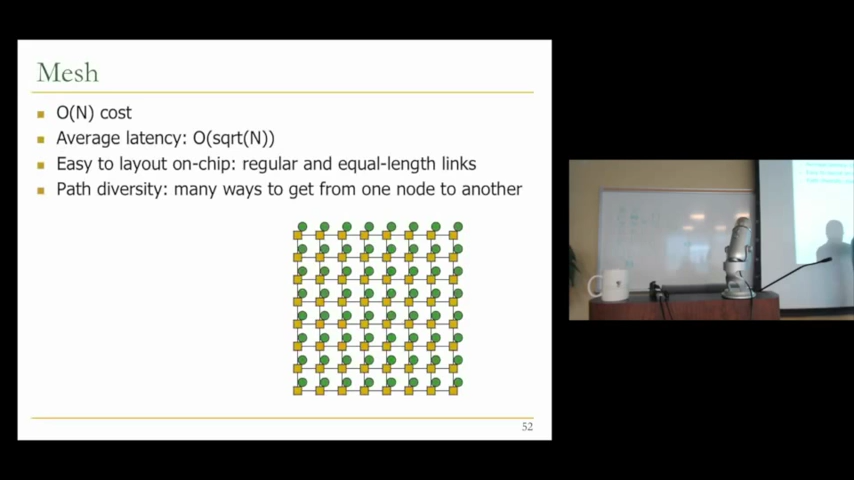 Mesh
O(N) cost
Average latency: O(sqrt(N))
Easy to layout on-chip: regular and equal-length links
Path diversity: many ways to get from one node to another
52